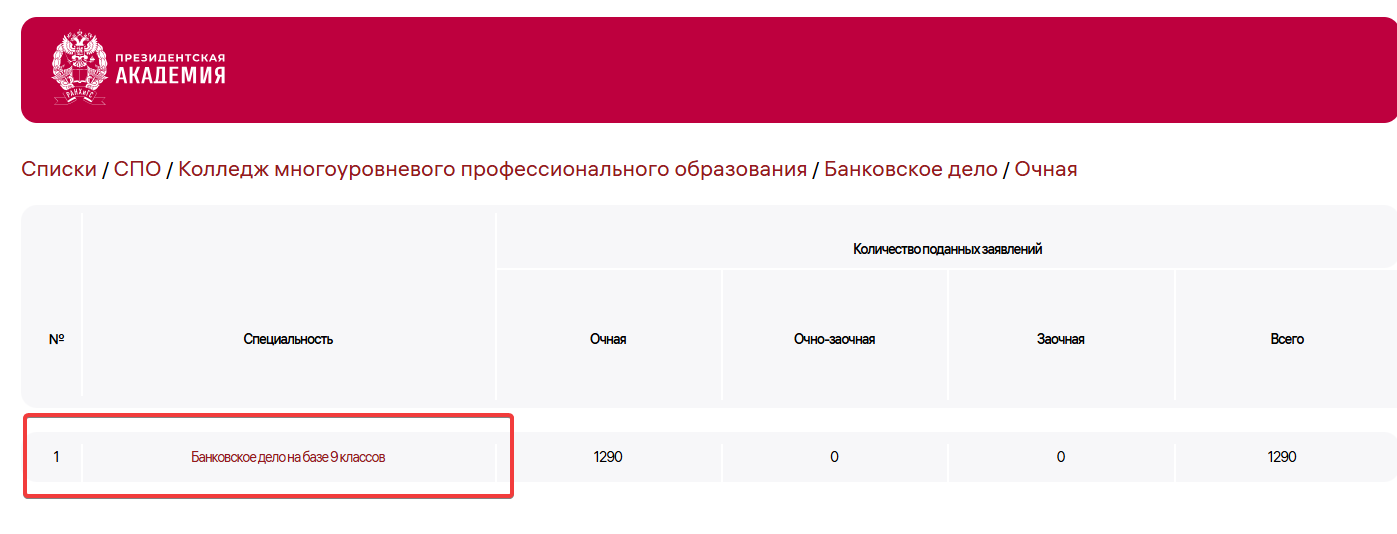 ПРЕЗИДЕНТСКАЯ
АКАДЕМИЯ
РАНХиГС
Списки / СПО / Колледж многоуровневого профессионального образования / Банковское дело / Очная
Количество поданных заявлений
№ Специальность Очная Очно-заочная Заочная Всего
1 Банковское дело на базе 9 классов 1290 0 0 1290